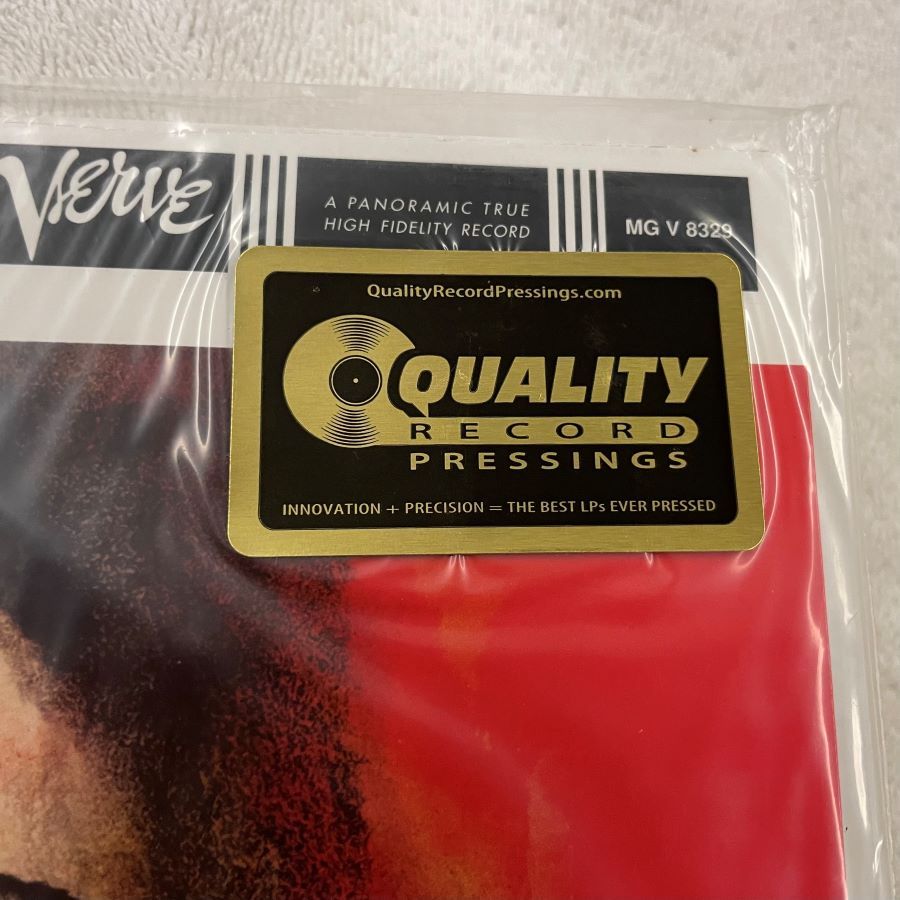 Verve
A PANORAMIC TRUE
HIGH FIDELITY RECORD
MG V 8329
QualityRecordPressings.com
QUALITY
RECORD
PRESSINGS
INNOVATION + PRECISION = THE BEST LPs EVER PRESSED